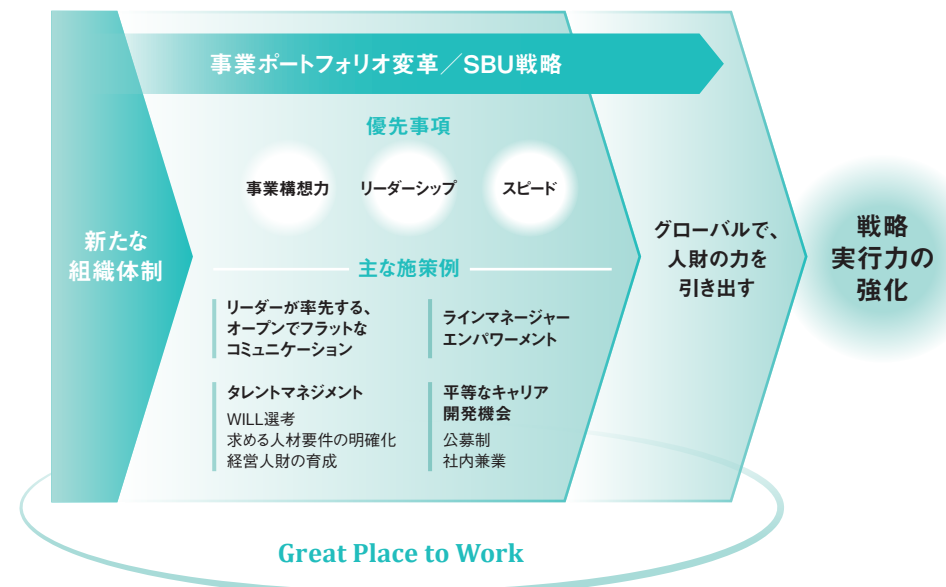 事業ポートフォリオ変革／SBU戦略
優先事項
事業構想力
リーダーシップ
スピード
新たな
組織体制
主な施策例
リーダーが率先する、
オープンでフラットな
コミュニケーション
ラインマネージャー
エンパワーメント
タレントマネジメント
WILL選考
求める人材要件の明確化
経営人財の育成
平等なキャリア
開発機会
公募制
社内兼業
グローバルで、
人財の力を
引き出す
戦略
実行力の
強化
Great Place to Work